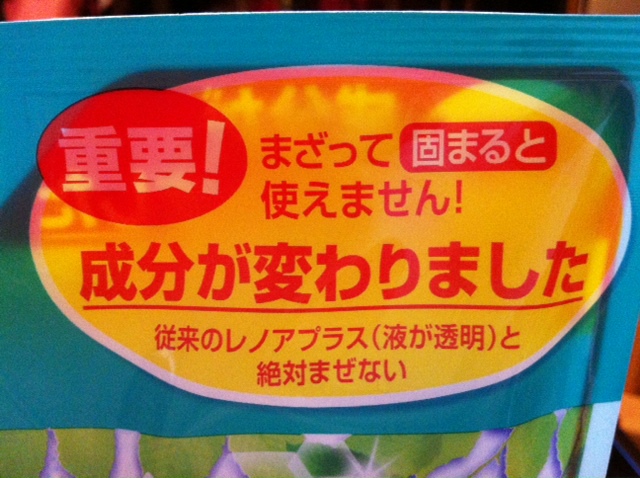 重要!
まざって固まると
使えません!
成分が変わりました
従来のレノアプラス(液が透明)と
絶対まぜない